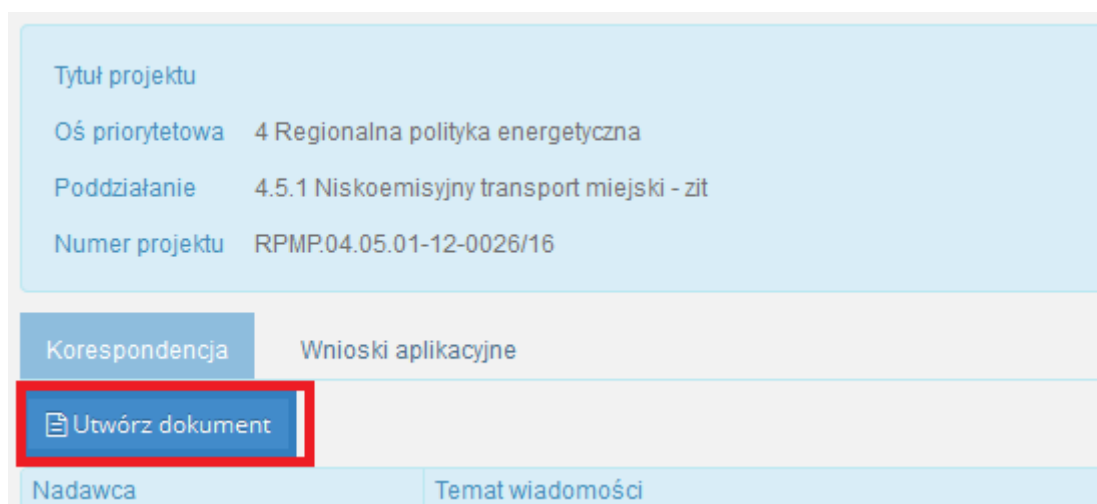 Tytuł projektu
Oś priorytetowa 4 Regionalna polityka energetyczna
Poddziałanie 4.5.1 Niskoemisyjny transport miejski - zit
Numer projektu RPMP.04.05.01-12-0026/16
Korespondencja Wnioski aplikacyjne
Utwórz dokument
Nadawca Temat wiadomości